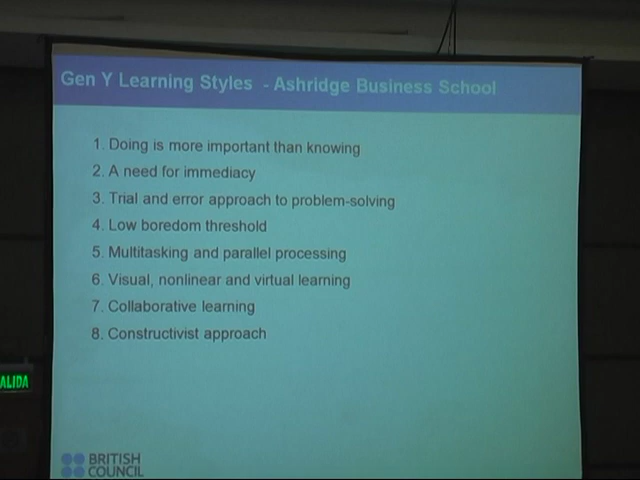 Gen Y Learning Styles - Ashridge Business School
1. Doing is more important than knowing
2. A need for immediacy
3. Trial and error approach to problem-solving
4. Low boredom threshold
5. Multitasking and parallel processing
6. Visual, nonlinear and virtual learning
7. Collaborative learning
8. Constructivist approach
ALIDA
BRITISH
COUNCIL